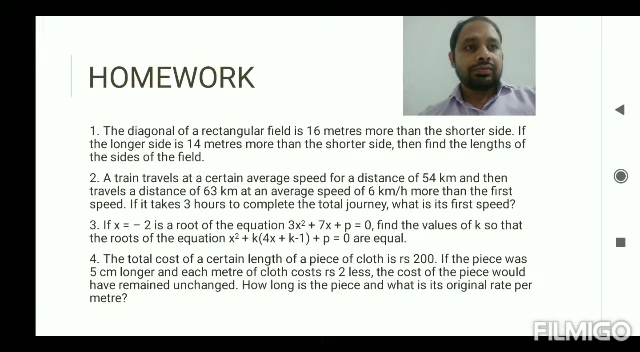 HOMEWORK
1. The diagonal of a rectangular field is 16 metres more than the shorter side. If
the longer side is 14 metres more than the shorter side, then find the lengths of
the sides of the field.
2. A train travels at a certain average speed for a distance of 54 km and then
travels a distance of 63 km at an average speed of 6 km/h more than the first
speed. If it takes 3 hours to complete the total journey, what is its first speed?
3. If x = – 2 is a root of the equation 3x² + 7x + p = 0, find the values of k so that
the roots of the equation x² + k(4x + k-1) + p = 0 are equal.
4. The total cost of a certain length of a piece of cloth is rs 200. If the piece was
5 cm longer and each metre of cloth costs rs 2 less, the cost of the piece would
have remained unchanged. How long is the piece and what is its original rate per
metre?
FILMIGO